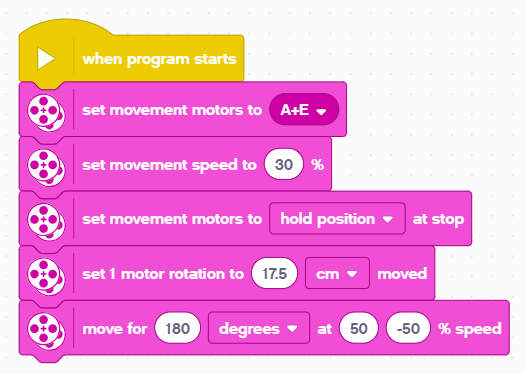 when program starts
set movement motors to A+E
set movement speed to 30 %
set movement motors to hold position at stop
set 1 motor rotation to 17.5 cm moved
move for 180 degrees at 50 -50 % speed